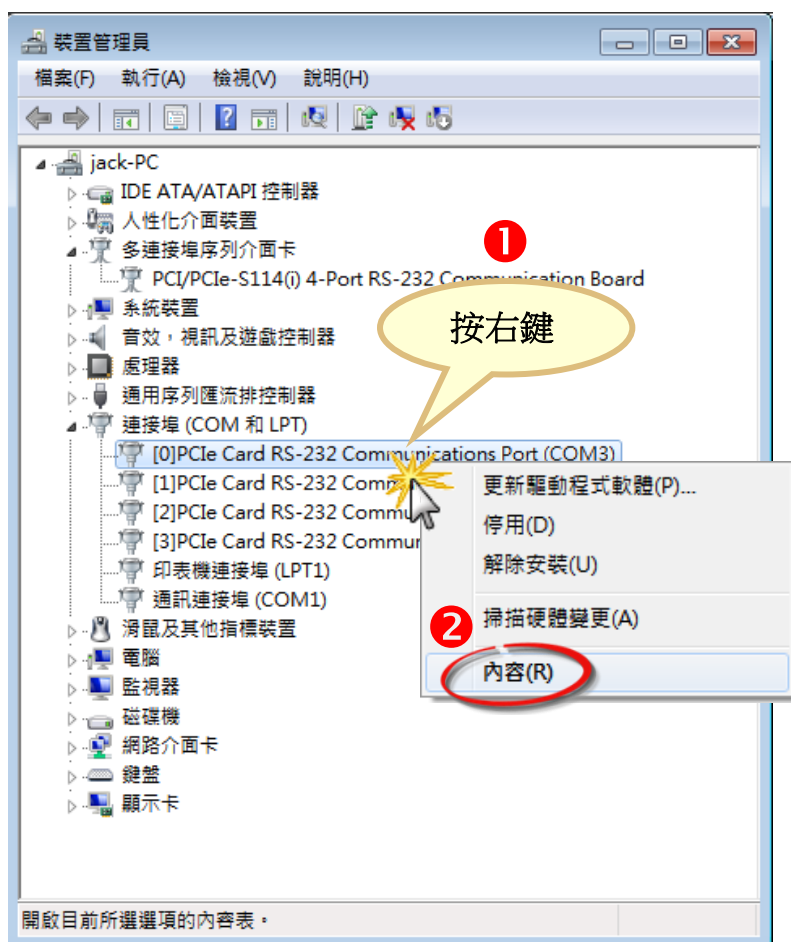 裝置管理員
檔案(F) 執行(A) 檢視(V) 說明(H)
jack-PC
IDE ATA/ATAPI 控制器
人性化介面裝置
多連接埠序列介面卡
1
PCI/PCIe-S114(i) 4-Port RS-232 Communication Board
系統裝置
音效，視訊及遊戲控制器
按右鍵
處理器
通用序列匯流排控制器
連接埠 (COM 和 LPT)
[0]PCIe Card RS-232 Communications Port (COM3)
[1]PCIe Card RS-232 Comm
[2]PCIe Card RS-232 Commu
[3]PCIe Card RS-232 Commun
印表機連接埠 (LPT1)
通訊連接埠 (COM1)
滑鼠及其他指標裝置
電腦
監視器
磁碟機
網路介面卡
鍵盤
顯示卡
更新驅動程式軟體(P)...
停用(D)
解除安裝(U)
掃描硬體變更(A)
2
內容(R)
開啟目前所選選項的內容表。